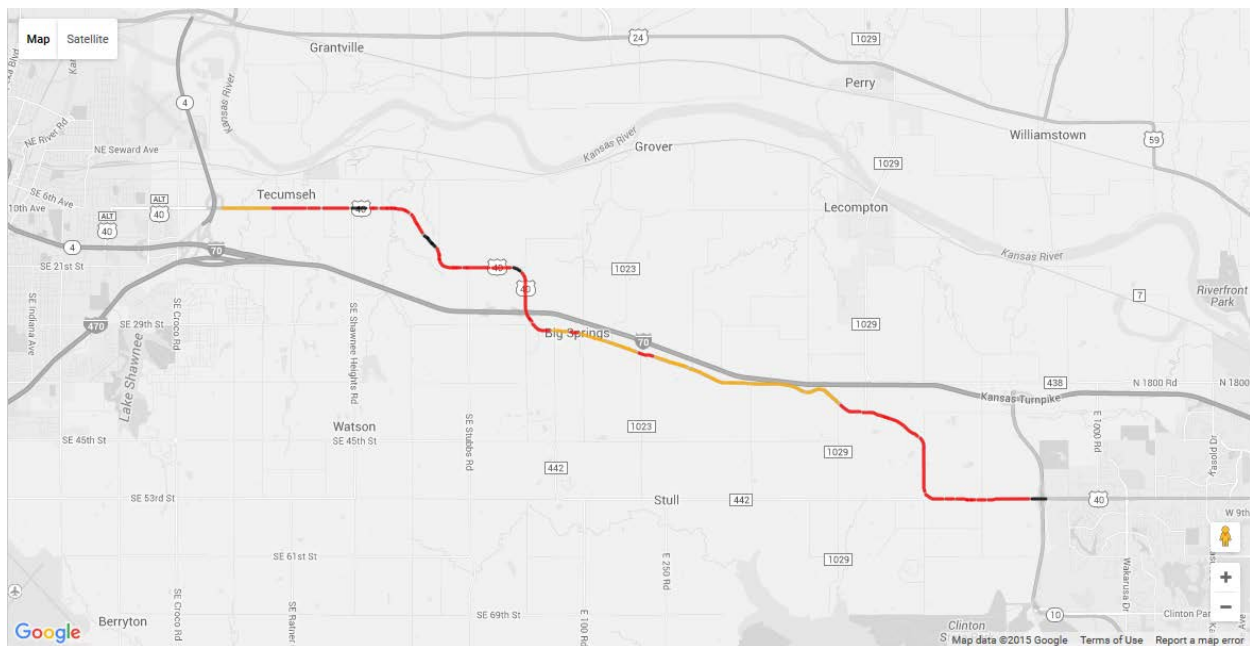 Map
Satellite
Grantville
24
1029
Perry
Williamstown
59
4
Kansas River
NE River Rd
NE Seward Ave
Kansas River
Grover
1029
SE 6th Ave
10th Ave
ALT
40
ALT
40
Tecumseh
40
Lecompton
Kansas River
4
70
SE 21st St
40
40
1023
7
Riverfront
Park
SE Indiana Ave
470
SE 29th St
SE Croco Rd
Lake Shawnee
SE Shawnee Heights Rd
Big Springs
70
1029
438
N 1800 Rd
N 1800
Kansas Turnpike
E 1000 Rd
Kasold Dr
SE 45th St
Watson
SE 45th St
SE Stubbs Rd
1023
442
1029
SE 53rd St
Stull
442
40
W 9th
SE 61st St
E 250 Rd
1029
Wakarusa Dr
Berryton
SE Croco Rd
SE Ratner
SE 69th St
E 100 Rd
Clinton
10
Clinton Par
Google
Map data ©2015 Google
Terms of Use
Report a map error